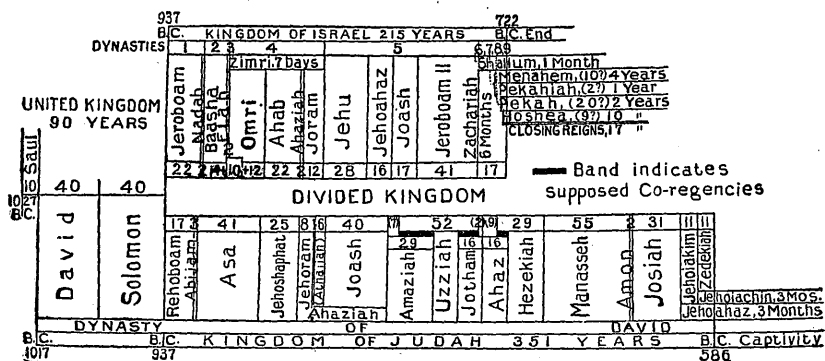 937 722
B.C. KINGDOM OF ISRAEL 215 YEARS B.C. End
DYNASTIES 1 2 3 4 5 6,7,8,9
Zimri, 7 Days
Shallum, 1 Month
Menahem, (10?) 4 Years
Pekahiah, (2?) 1 Year
Pekah, (20?) 2 Years
Hoshea, (9?) 10 "
CLOSING REIGNS, 17 "
UNITED KINGDOM
90 YEARS
Jeroboam Nadab Baasha Elah Omri Ahab Ahaziah Joram Jehu Jehoahaz Joash Jeroboam II Zachariah 6 Months
22 2 12 28 16 17 41 17
22 2
Saul
10
40 40
DIVIDED KINGDOM
Band indicates
supposed Co-regencies
1027
B.C.
David Solomon
17 3 41 25 8 6 40 52 29 55 2 31 11 11
29 16 16
Rehoboam Abijam Asa Jehoshaphat Jehoram (Athaliah) Joash Amaziah Uzziah Jotham Ahaz Hezekiah Manasseh Amon Josiah Jehoiakim Zedekiah
Ahaziah
Jehoiachin, 3 Mos.
Jehoahaz, 3 Months
DYNASTY OF DAVID
B.C. B.C. KINGDOM OF JUDAH 351 YEARS B.C. Captivity
1017 937 586